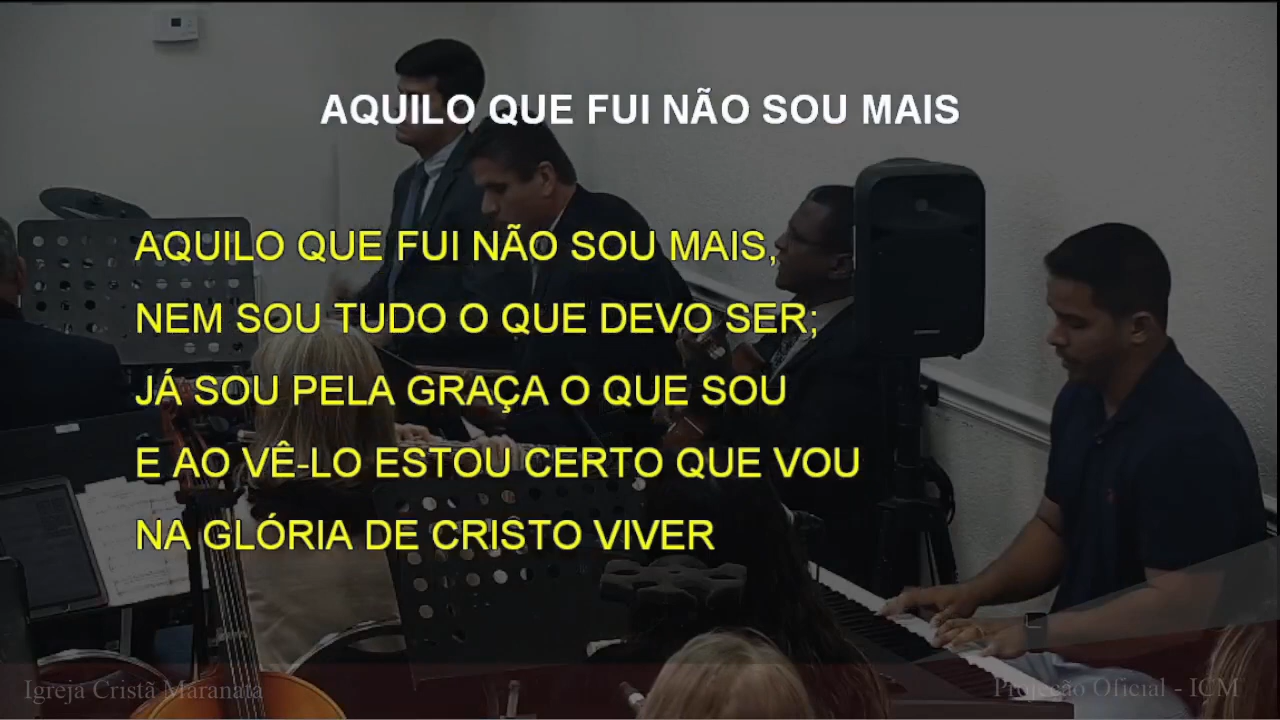 AQUILO QUE FUI NÃO SOU MAIS
AQUILO QUE FUI NÃO SOU MAIS,
NEM SOU TUDO O QUE DEVO SER;
JÁ SOU PELA GRAÇA O QUE SOU
E AO VÊ-LO ESTOU CERTO QUE VOU
NA GLÓRIA DE CRISTO VIVER
Igreja Cristã Maranata
Projeção Oficial - ICM